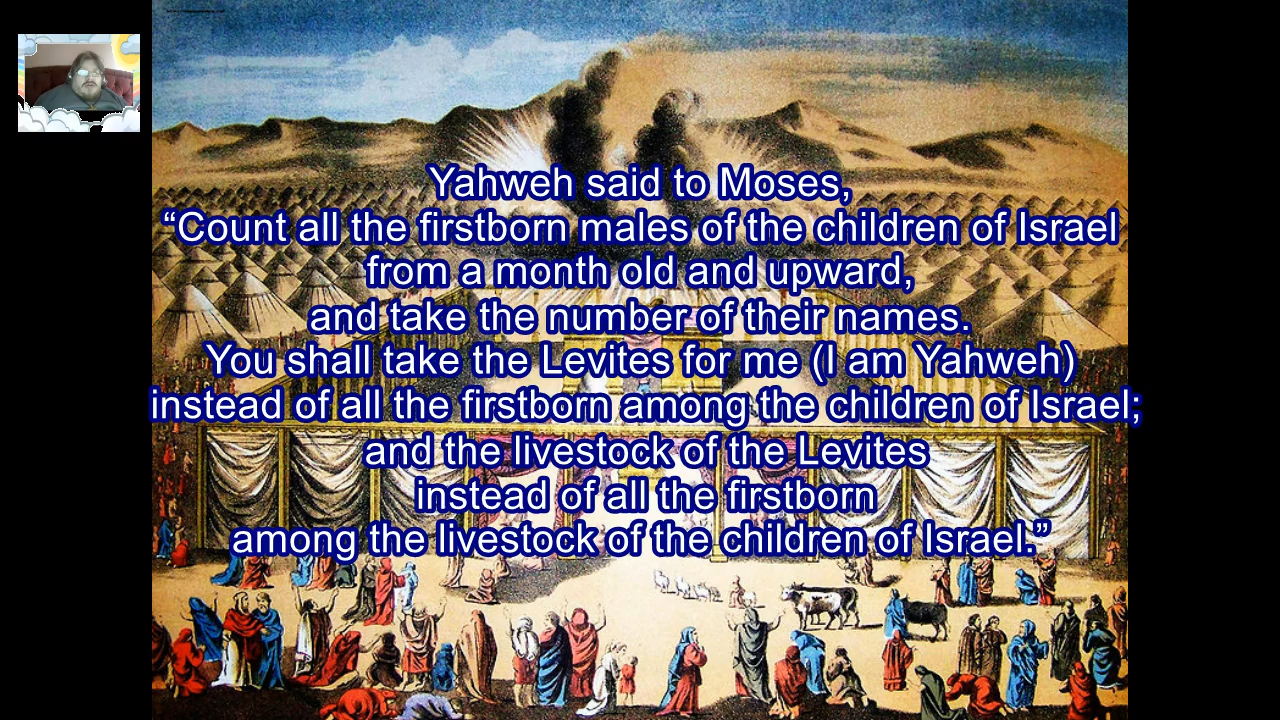 Yahweh said to Moses,
“Count all the firstborn males of the children of Israel
from a month old and upward,
and take the number of their names.
You shall take the Levites for me (I am Yahweh)
instead of all the firstborn among the children of Israel;
and the livestock of the Levites
instead of all the firstborn
among the livestock of the children of Israel.”